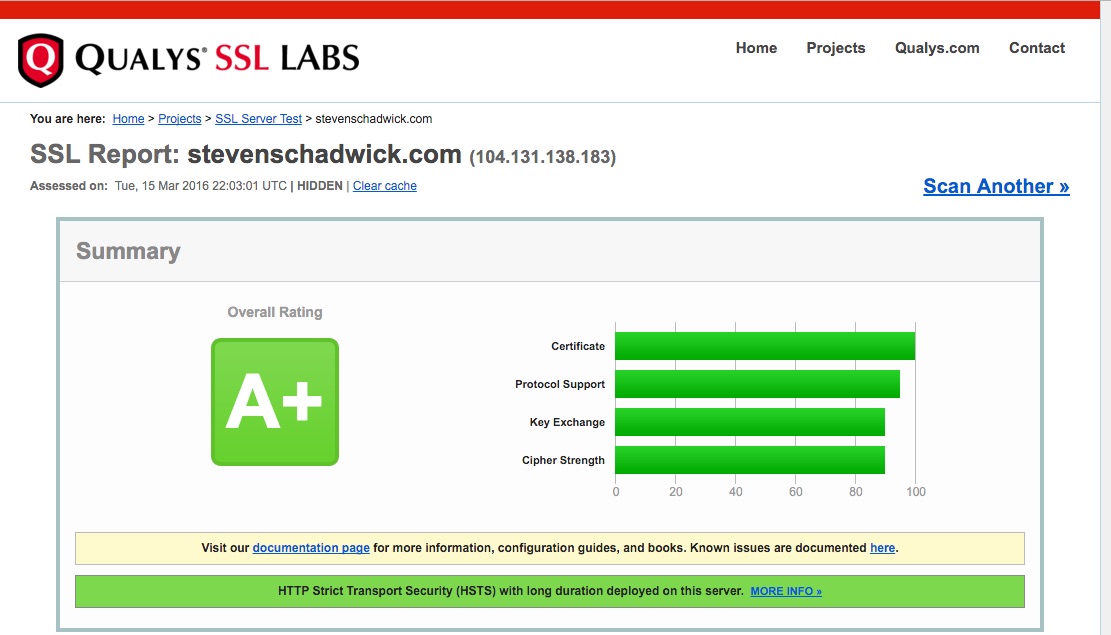 QUALYS® SSL LABS
Home Projects Qualys.com Contact
You are here: Home > Projects > SSL Server Test > stevenschadwick.com
SSL Report: stevenschadwick.com (104.131.138.183)
Assessed on: Tue, 15 Mar 2016 22:03:01 UTC | HIDDEN | Clear cache
Scan Another »
Summary
Overall Rating
A+
Certificate
Protocol Support
Key Exchange
Cipher Strength
0 20 40 60 80 100
Visit our documentation page for more information, configuration guides, and books. Known issues are documented here.
HTTP Strict Transport Security (HSTS) with long duration deployed on this server. MORE INFO »